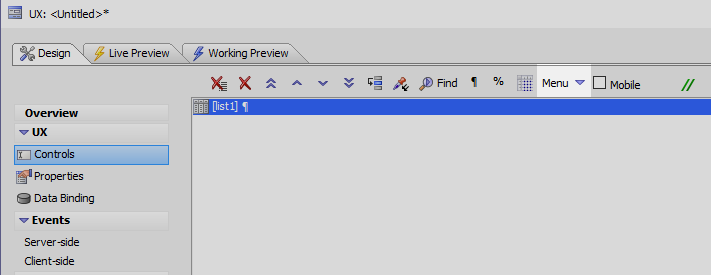 UX: <Untitled>*
Design Live Preview Working Preview
Find ¶ % Menu Mobile //
[list1] ¶
Overview
UX
Controls
Properties
Data Binding
Events
Server-side
Client-side